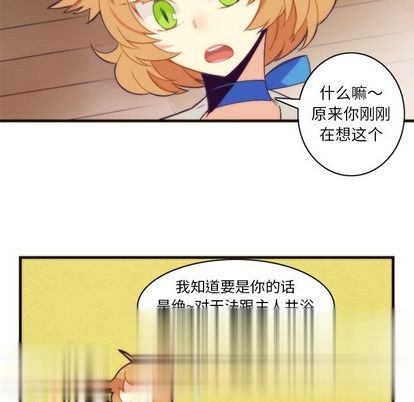 什么嘛～
原来你刚刚
在想这个
我知道要是你的话
是绝~对无法跟主人共浴